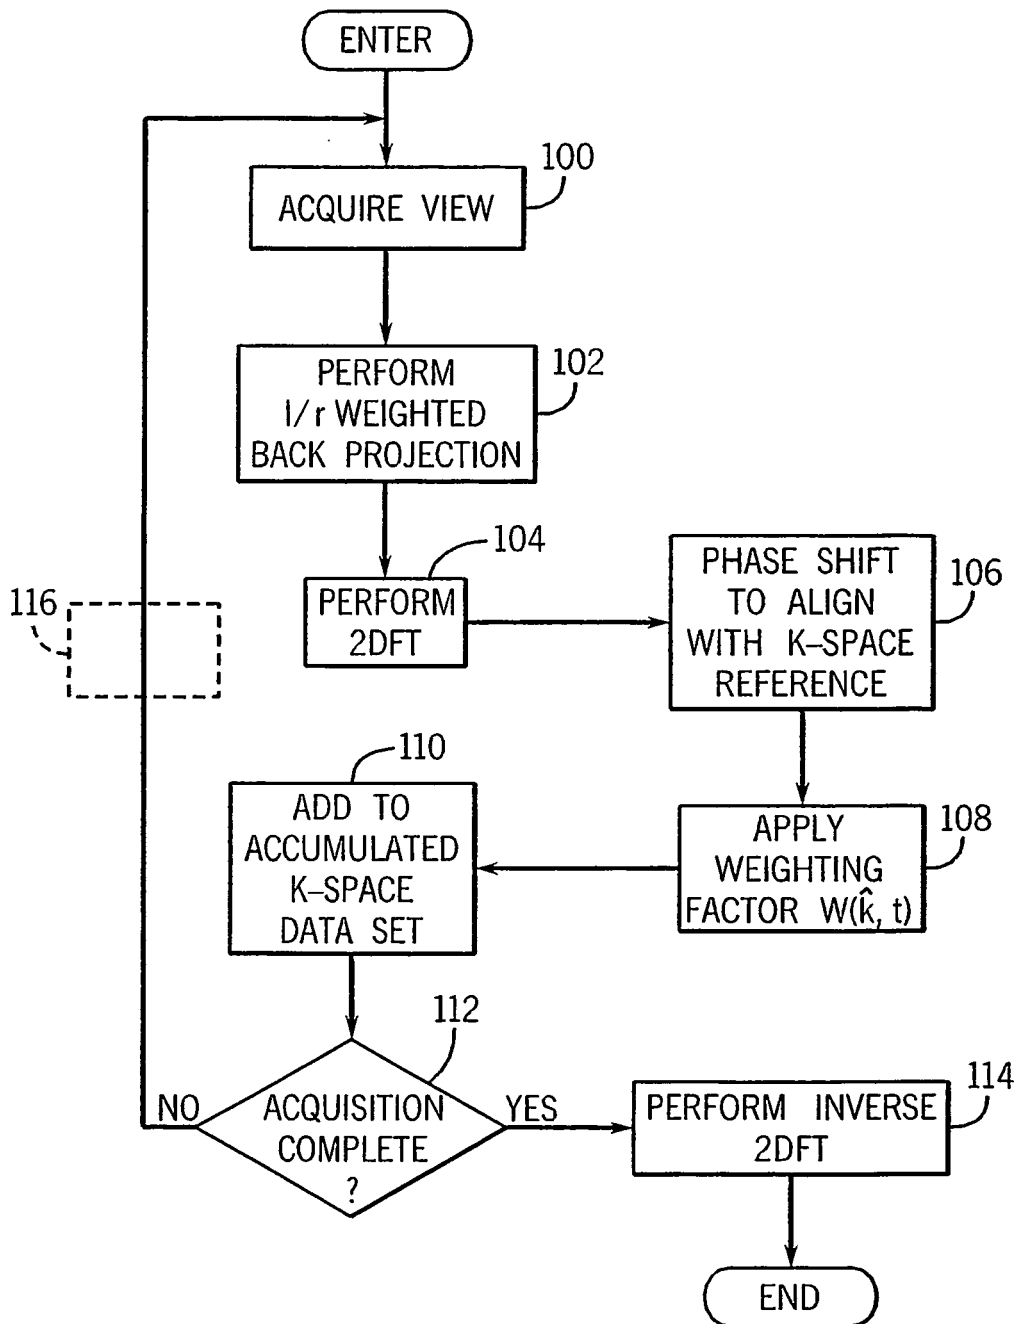 ENTER
100
ACQUIRE VIEW
102
PERFORM
1/r WEIGHTED
BACK PROJECTION
104
PERFORM
2DFT
106
PHASE SHIFT
TO ALIGN
WITH K–SPACE
REFERENCE
116
108
APPLY
WEIGHTING
FACTOR W(k̂, t)
110
ADD TO
ACCUMULATED
K–SPACE
DATA SET
112
ACQUISITION
COMPLETE
?
NO
YES
114
PERFORM INVERSE
2DFT
END